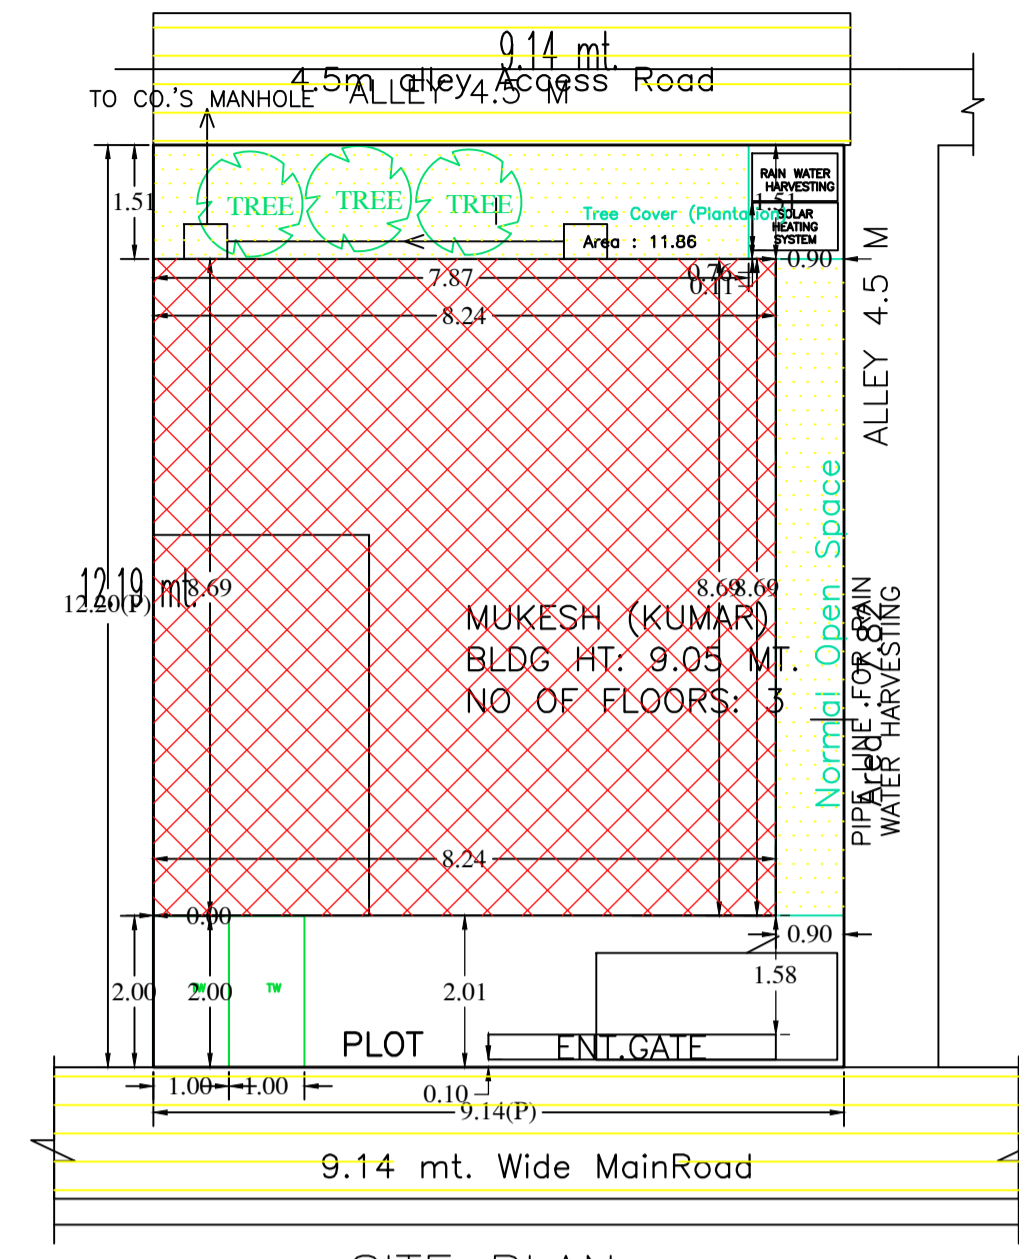 9.14 mt.
4.5m alley Access Road
ALLEY 4.5 M
TO CO.'S MANHOLE
RAIN WATER
HARVESTING
SOLAR
HEATING
SYSTEM
1.51
1.51
TREE
TREE
TREE
Tree Cover (Plantation)
Area : 11.86
0.90
7.87
0.11
8.24
ALLEY 4.5 M
Normal Open Space
Area : 7.82
PIPE LINE FOR RAIN
WATER HARVESTING
12.19 mt.
12.20(P)
8.69
8.69
8.69
MUKESH (KUMAR)
BLDG HT: 9.05 MT.
NO OF FLOORS: 3
8.24
0.00
0.90
2.00
TW
2.00
TW
2.01
1.58
PLOT
ENT.GATE
1.00
1.00
0.10
9.14(P)
9.14 mt. Wide MainRoad
SITE PLAN